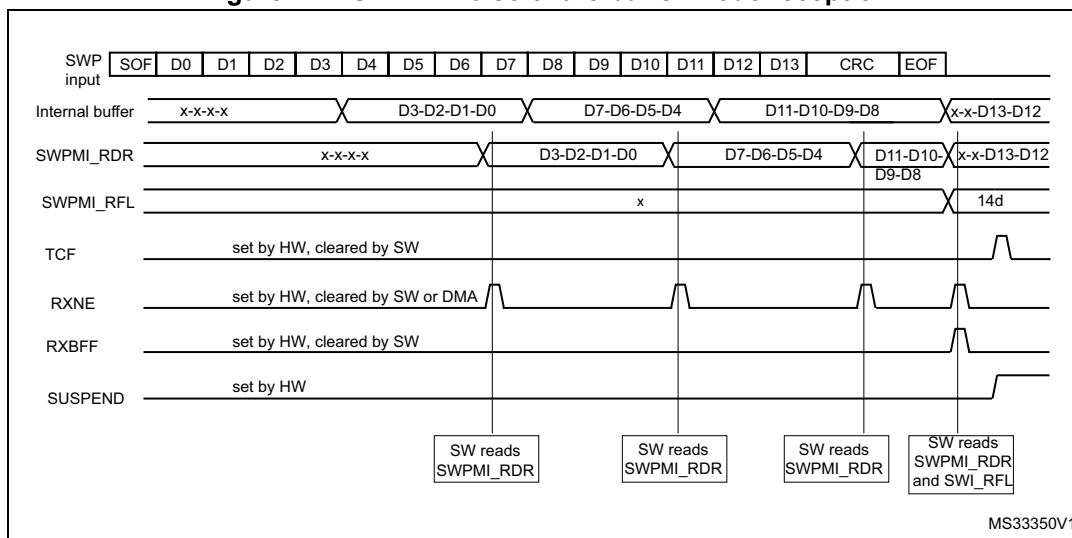 SWP input SOF D0 D1 D2 D3 D4 D5 D6 D7 D8 D9 D10 D11 D12 D13 CRC EOF
Internal buffer x-x-x-x D3-D2-D1-D0 D7-D6-D5-D4 D11-D10-D9-D8 x-x-D13-D12
SWPMI_RDR x-x-x-x D3-D2-D1-D0 D7-D6-D5-D4 D11-D10-D9-D8 x-x-D13-D12
SWPMI_RFL x 14d
TCF set by HW, cleared by SW
RXNE set by HW, cleared by SW or DMA
RXBFF set by HW, cleared by SW
SUSPEND set by HW
SW reads SWPMI_RDR
SW reads SWPMI_RDR
SW reads SWPMI_RDR
SW reads SWPMI_RDR and SWI_RFL
MS33350V1